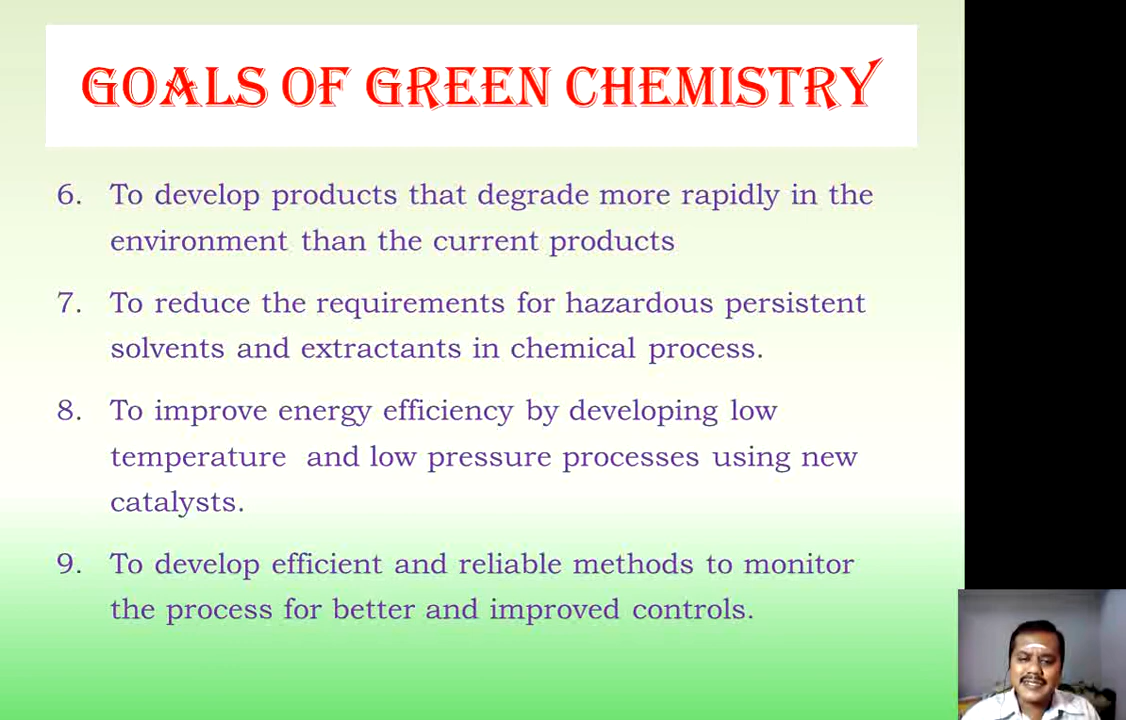 GOALS OF GREEN CHEMISTRY
6. To develop products that degrade more rapidly in the
environment than the current products
7. To reduce the requirements for hazardous persistent
solvents and extractants in chemical process.
8. To improve energy efficiency by developing low
temperature and low pressure processes using new
catalysts.
9. To develop efficient and reliable methods to monitor
the process for better and improved controls.